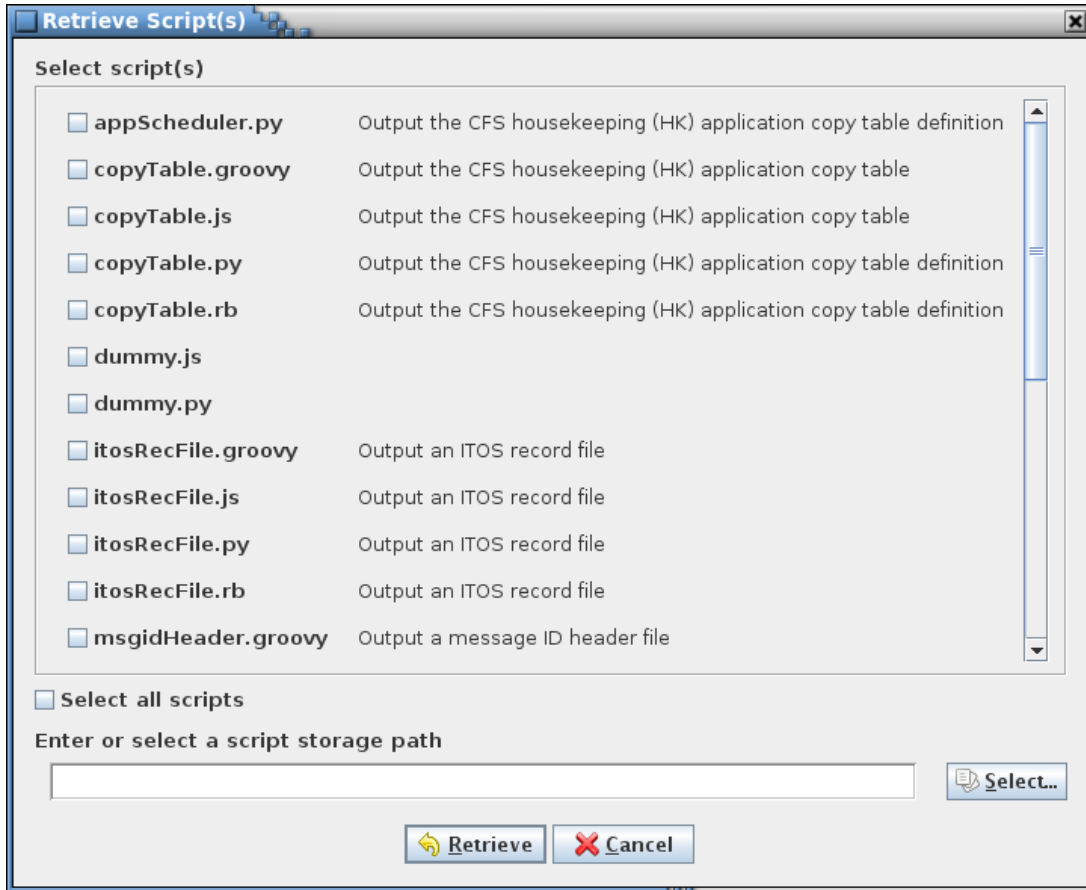 Retrieve Script(s)
Select script(s)
appScheduler.py Output the CFS housekeeping (HK) application copy table definition
copyTable.groovy Output the CFS housekeeping (HK) application copy table
copyTable.js Output the CFS housekeeping (HK) application copy table
copyTable.py Output the CFS housekeeping (HK) application copy table definition
copyTable.rb Output the CFS housekeeping (HK) application copy table definition
dummy.js
dummy.py
itosRecFile.groovy Output an ITOS record file
itosRecFile.js Output an ITOS record file
itosRecFile.py Output an ITOS record file
itosRecFile.rb Output an ITOS record file
msgidHeader.groovy Output a message ID header file
Select all scripts
Enter or select a script storage path
Select...
Retrieve Cancel